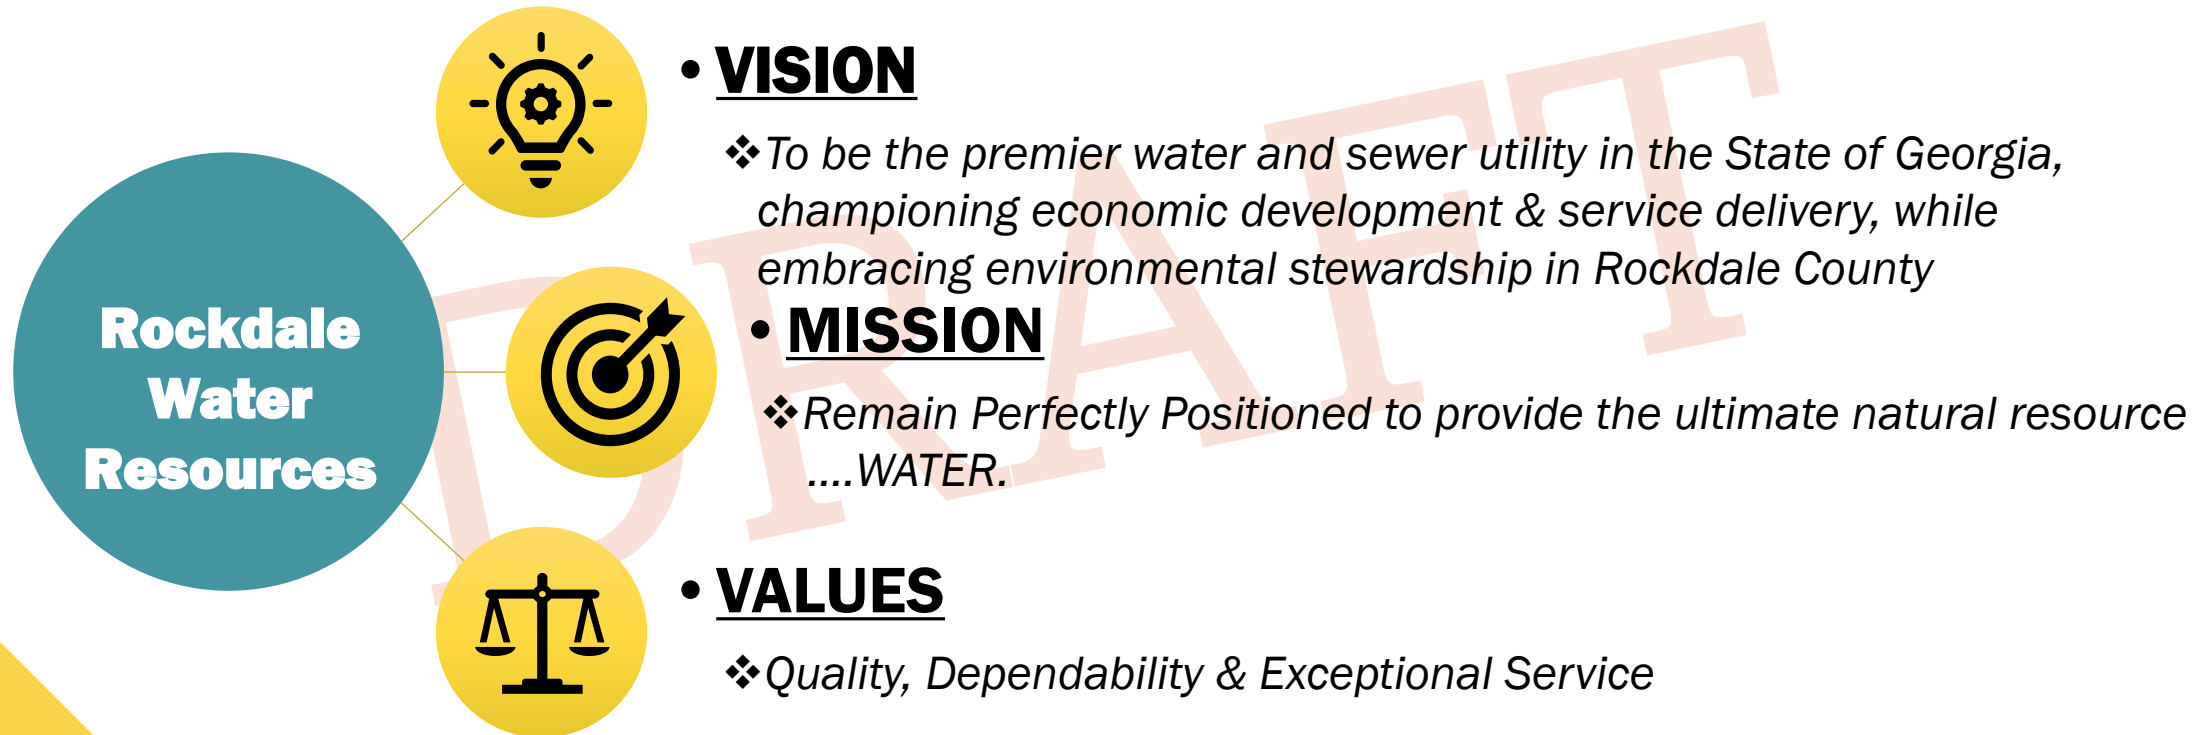 Rockdale
Water
Resources
• VISION
❖To be the premier water and sewer utility in the State of Georgia,
championing economic development & service delivery, while
embracing environmental stewardship in Rockdale County
• MISSION
❖Remain Perfectly Positioned to provide the ultimate natural resource
....WATER.
• VALUES
❖Quality, Dependability & Exceptional Service
DRAFT